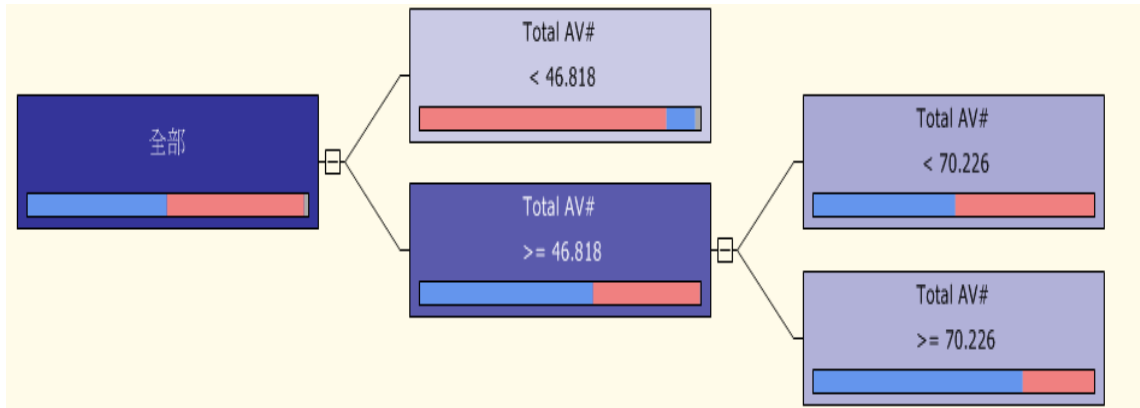 全部
Total AV#
< 46.818
Total AV#
>= 46.818
Total AV#
< 70.226
Total AV#
>= 70.226